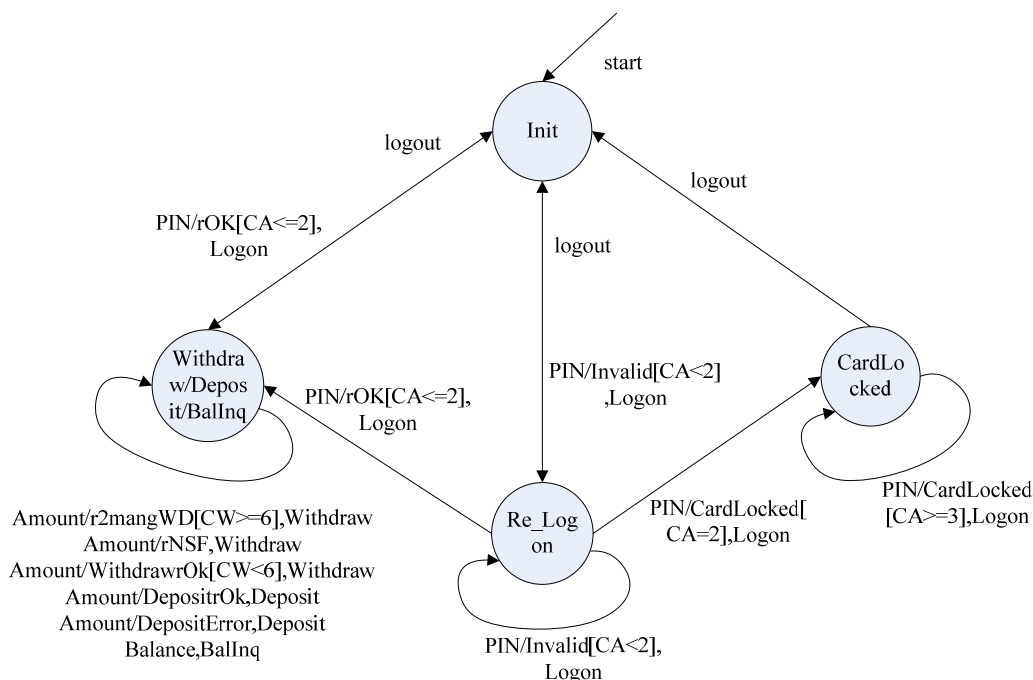 start
Init
logout
logout
logout
PIN/rOK[CA<=2],
Logon
Withdra
w/Depos
it/BalInq
PIN/rOK[CA<=2],
Logon
PIN/Invalid[CA<2]
,Logon
CardLo
cked
PIN/CardLocked
[CA>=3],Logon
Re_Log
on
PIN/CardLocked[
CA=2],Logon
Amount/r2mangWD[CW>=6],Withdraw
Amount/rNSF,Withdraw
Amount/WithdrawrOk[CW<6],Withdraw
Amount/DepositrOk,Deposit
Amount/DepositError,Deposit
Balance,BalInq
PIN/Invalid[CA<2],
Logon